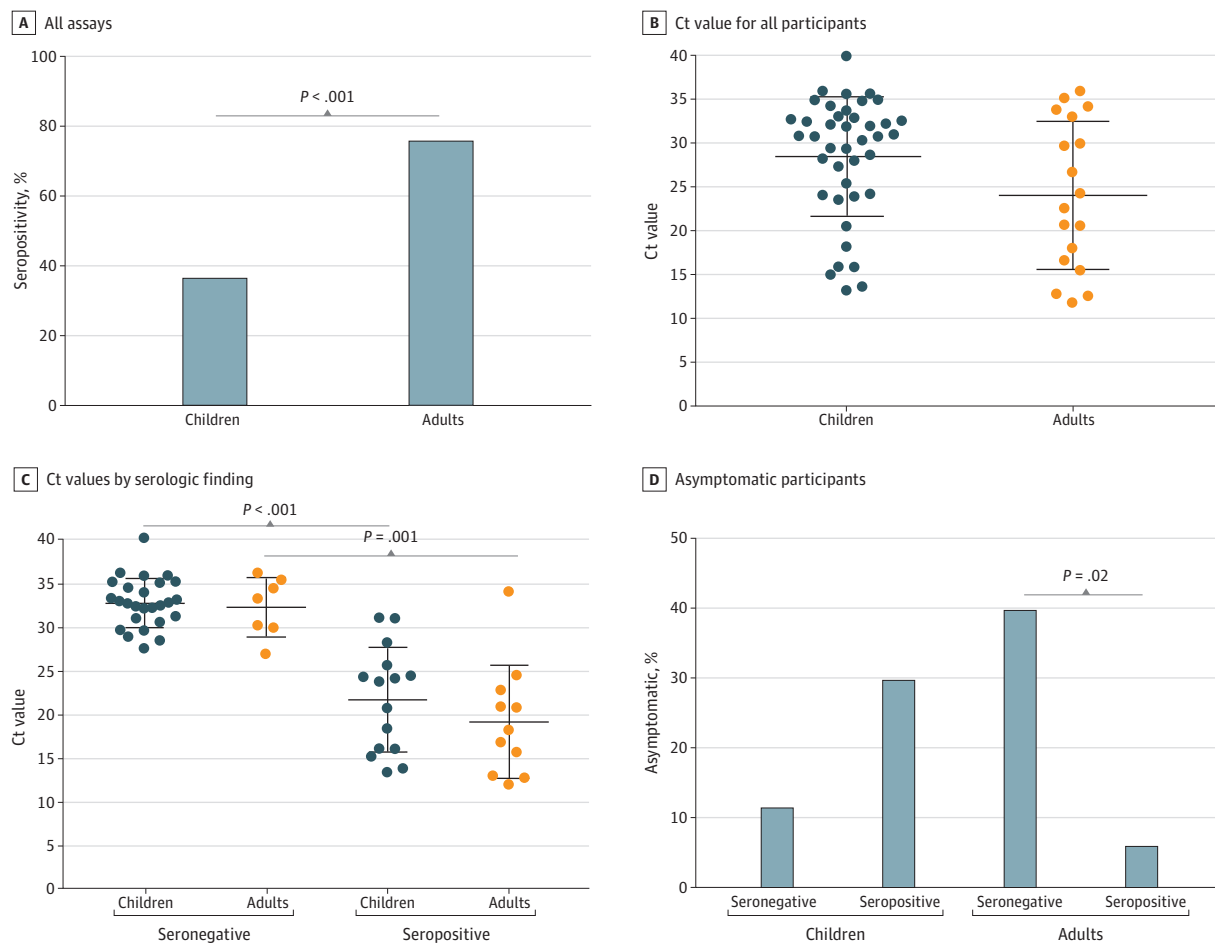 A All assays
100
80
60
40
20
0
Seropositivity, %
P < .001
Children Adults
B Ct value for all participants
40
35
30
25
20
15
10
5
0
Ct value
Children Adults
C Ct values by serologic finding
P < .001
P = .001
40
35
30
25
20
15
10
5
0
Ct value
Children Adults Children Adults
Seronegative Seropositive
D Asymptomatic participants
50
40
30
20
10
0
Asymptomatic, %
P = .02
Seronegative Seropositive Seronegative Seropositive
Children Adults